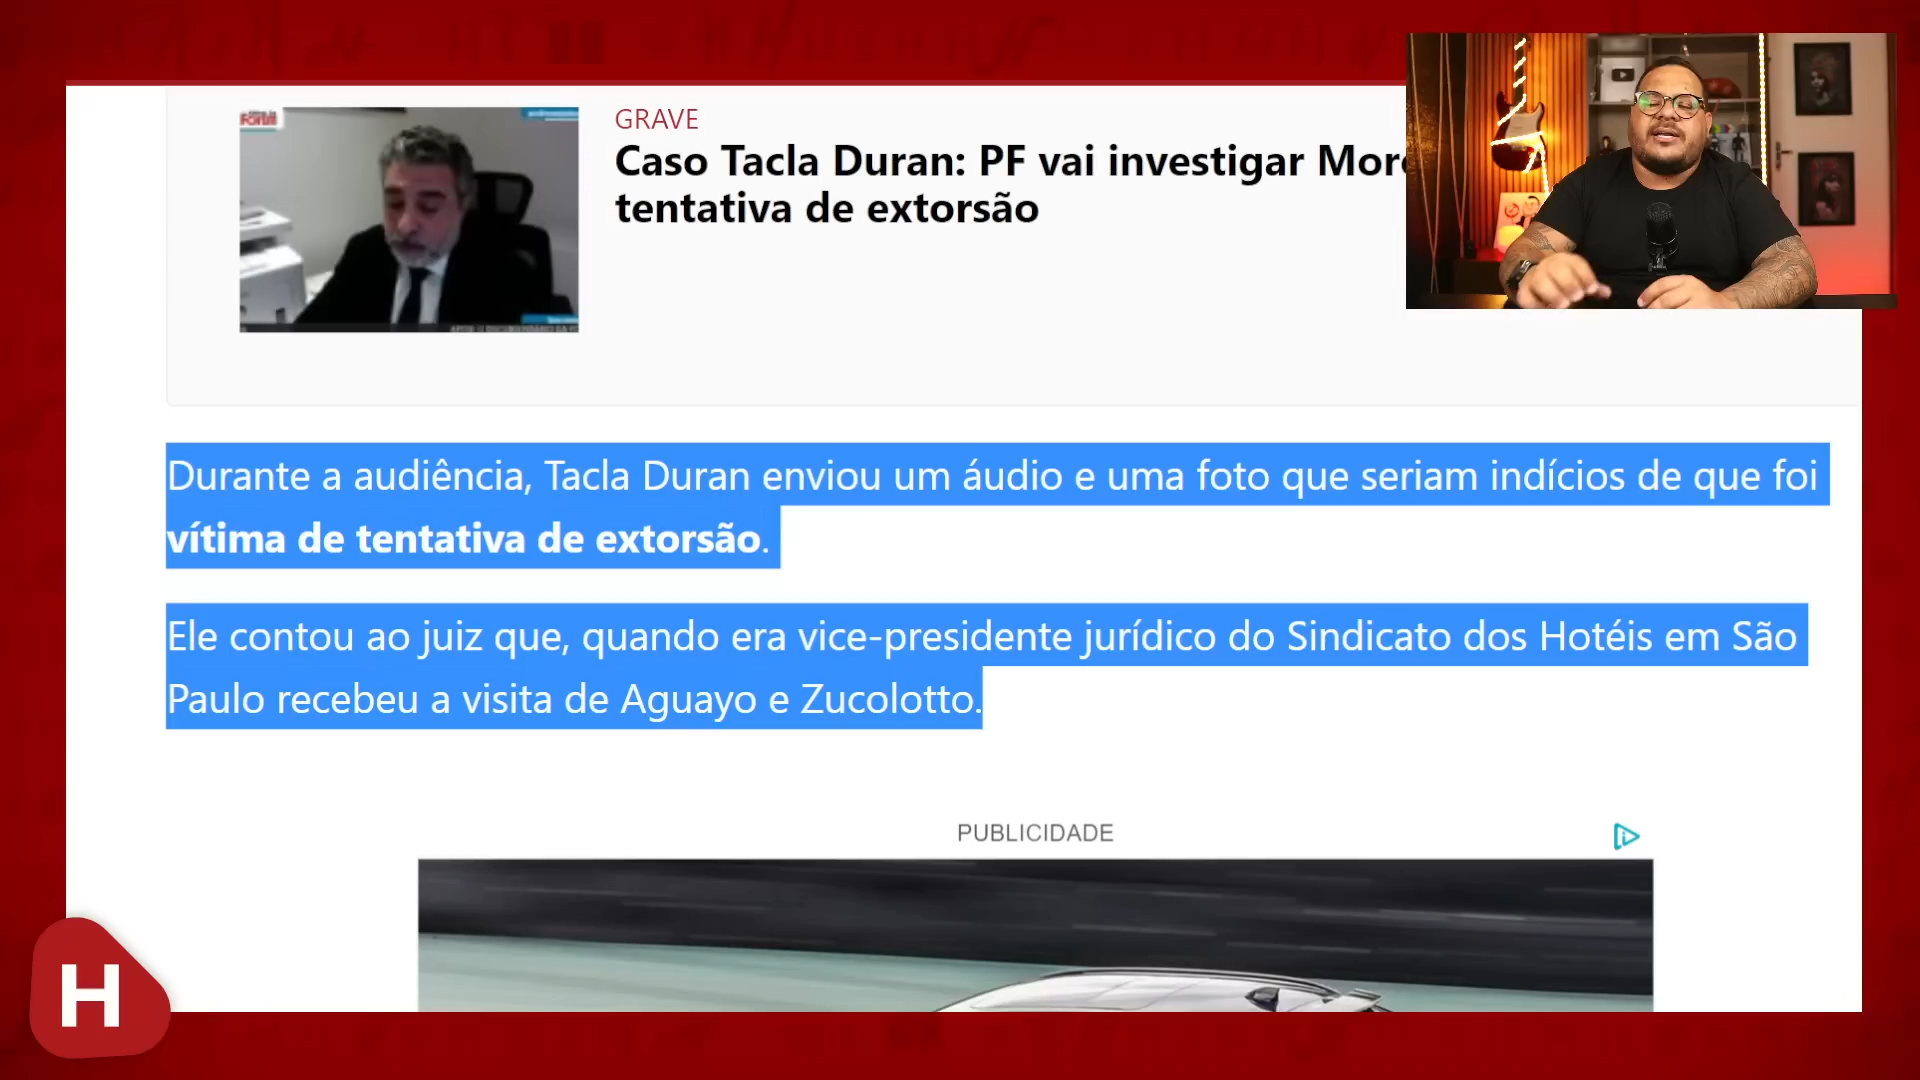 GRAVE
Caso Tacla Duran: PF vai investigar
tentativa de extorsão
Durante a audiência, Tacla Duran enviou um áudio e uma foto que seriam indícios de que foi
vítima de tentativa de extorsão.
Ele contou ao juiz que, quando era vice-presidente jurídico do Sindicato dos Hotéis em São
Paulo recebeu a visita de Aguayo e Zucolotto.
PUBLICIDADE
H